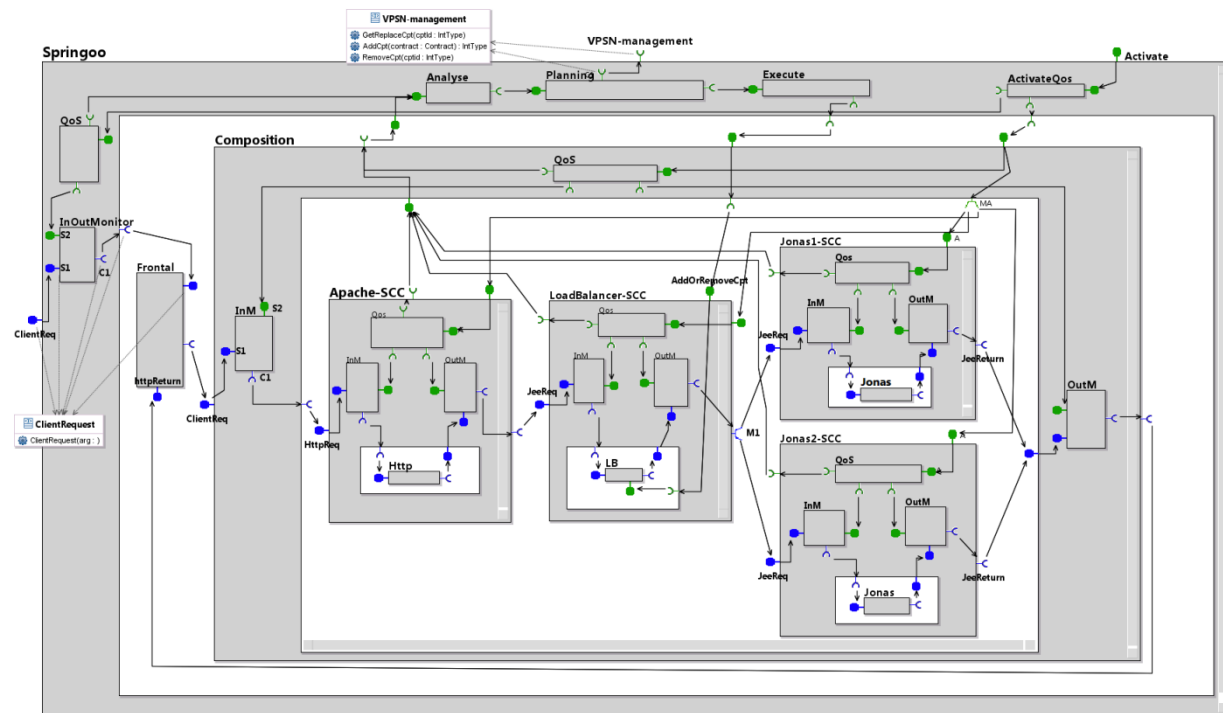 VPSN-management
GetReplaceCpt(cptId : IntType)
AddCpt(contract : Contract) : IntType
RemoveCpt(cptid : IntType)
VPSN-management
Springoo
Activate
Analyse
Planning
Execute
ActivateQos
QoS
Composition
QoS
MA
InOutMonitor
S2
S1
C1
Frontal
httpReturn
ClientReq
ClientRequest
ClientRequest(arg : )
InM
S2
S1
C1
ClientReq
Apache-SCC
Qos
InM
OutM
HttpReq
Http
LoadBalancer-SCC
AddOrRemoveCpt
Qos
InM
OutM
JeeReq
LB
M1
Jonas1-SCC
A
Qos
InM
OutM
JeeReq
JeeReturn
Jonas
Jonas2-SCC
A
QoS
InM
OutM
JeeReq
JeeReturn
Jonas
OutM